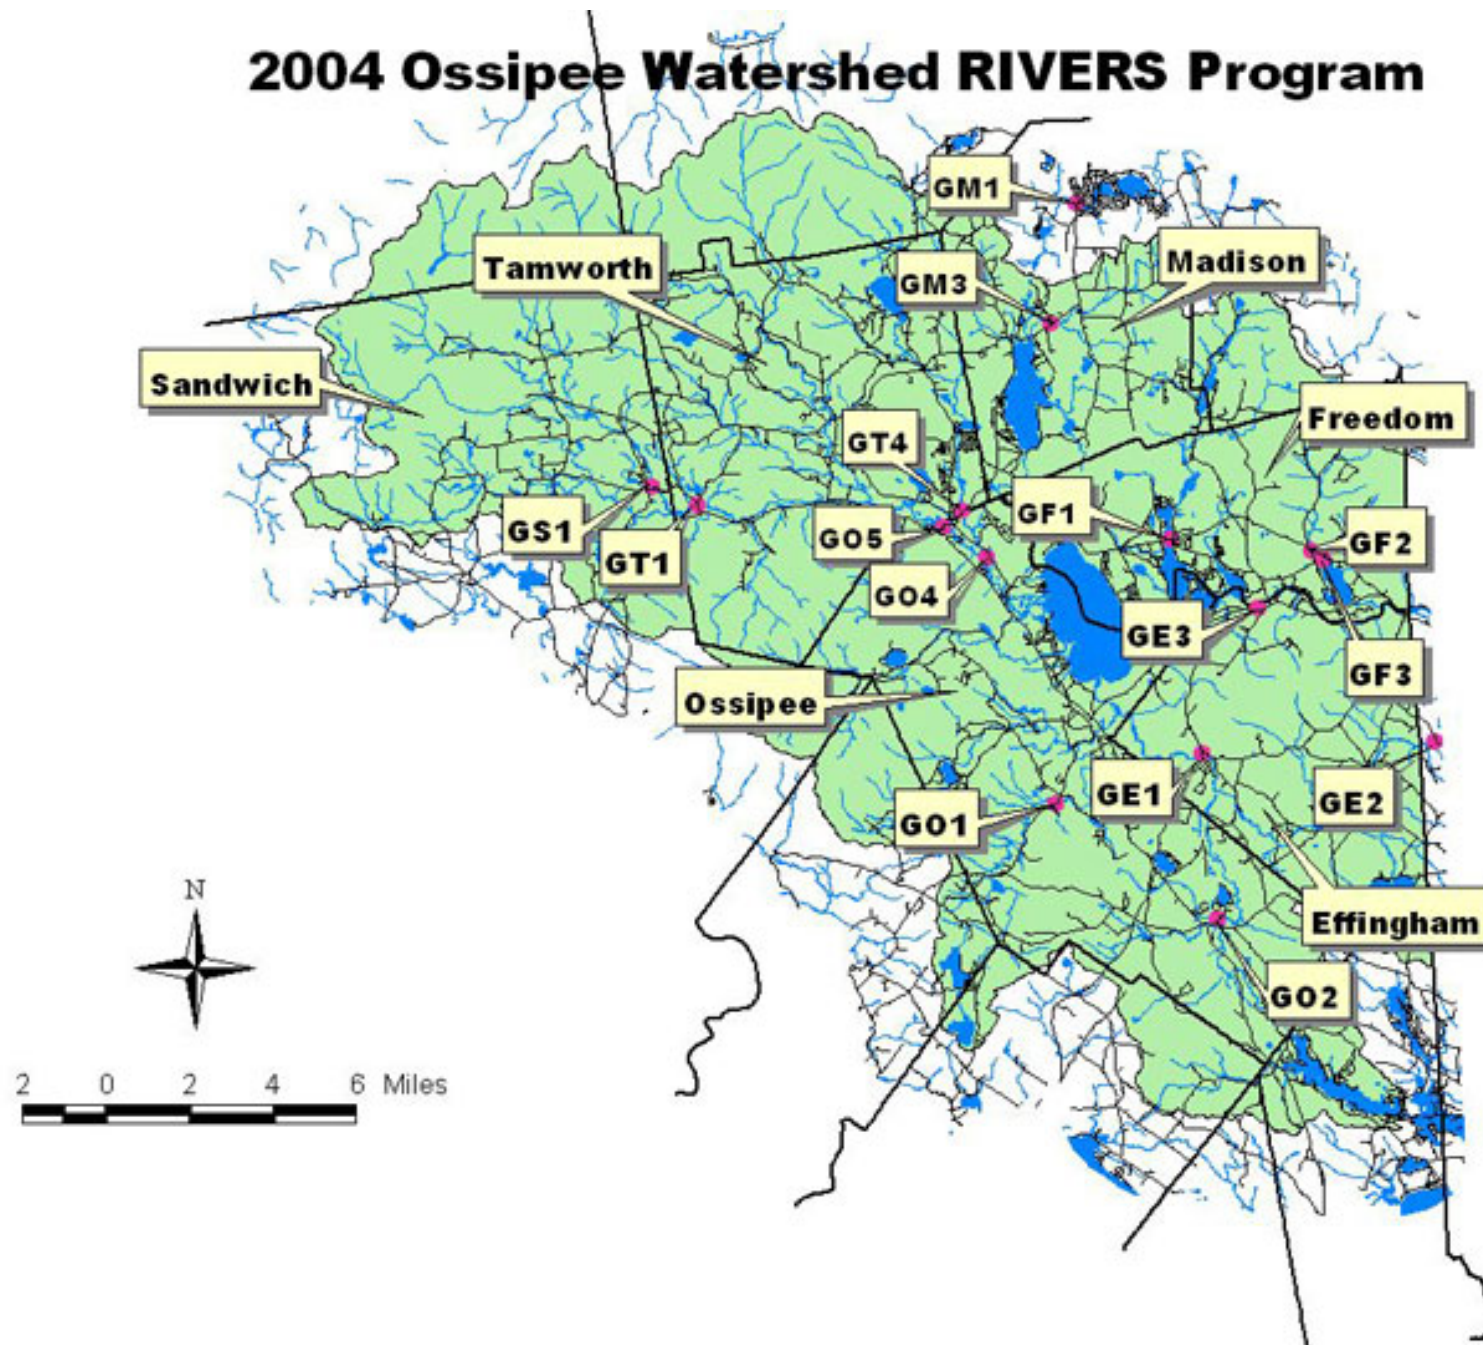 2004 Ossipee Watershed RIVERS Program
GM1
Tamworth
GM3
Madison
Sandwich
Freedom
GT4
GS1
GT1
GO5
GF1
GF2
GO4
GE3
GF3
Ossipee
GE1
GE2
GO1
Effingham
GO2
N
2 0 2 4 6 Miles